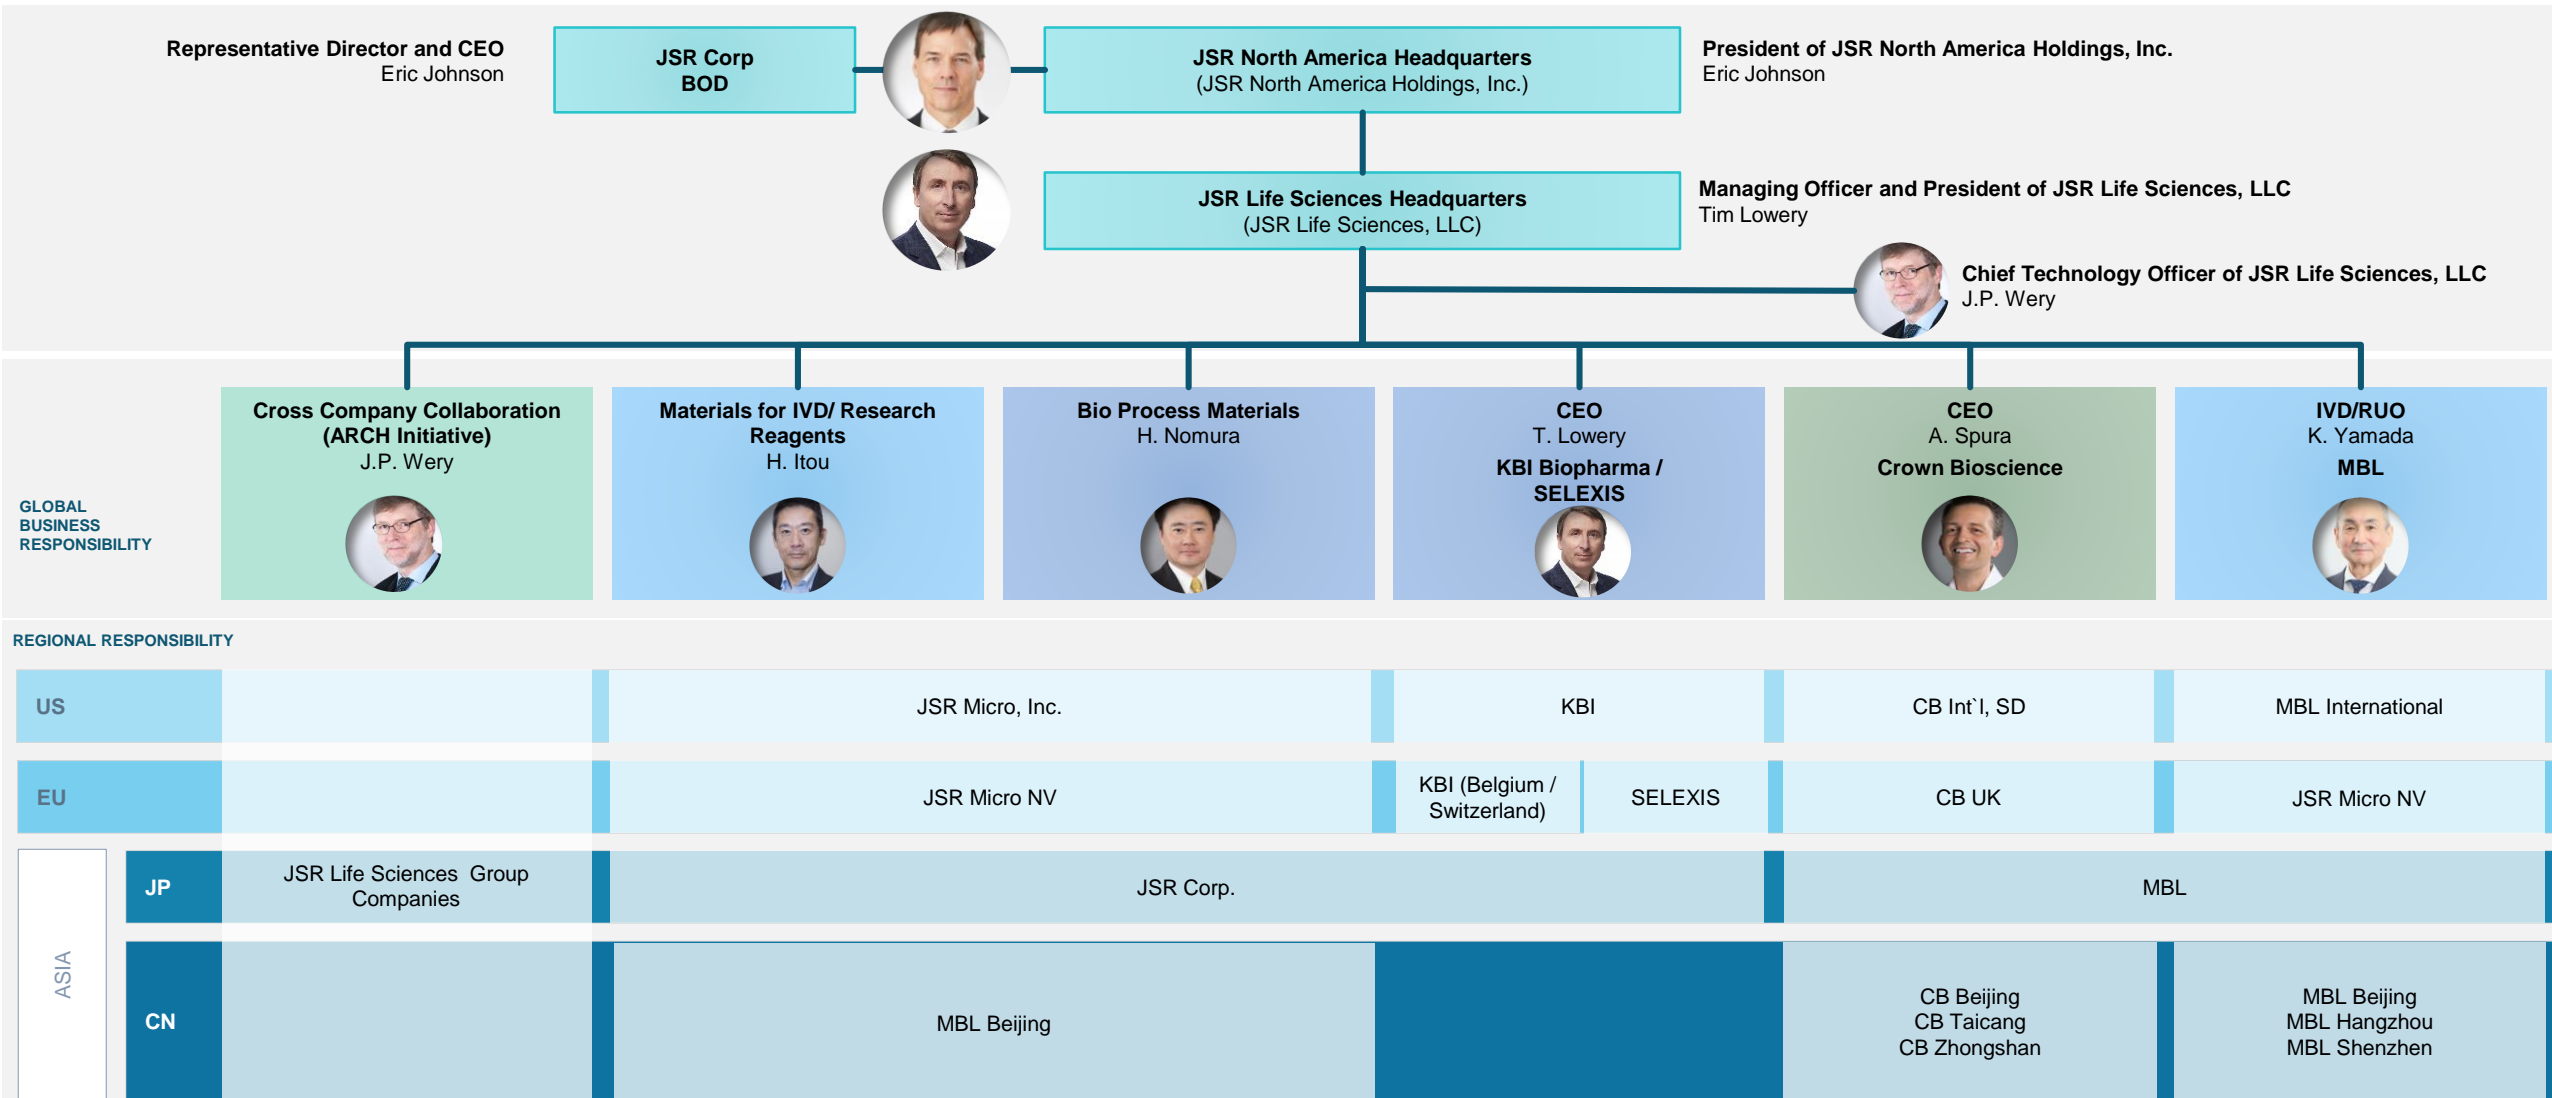 Representative Director and CEO
Eric Johnson
JSR Corp
BOD
JSR North America Headquarters
(JSR North America Holdings, Inc.)
President of JSR North America Holdings, Inc.
Eric Johnson
JSR Life Sciences Headquarters
(JSR Life Sciences, LLC)
Managing Officer and President of JSR Life Sciences, LLC
Tim Lowery
Chief Technology Officer of JSR Life Sciences, LLC
J.P. Wery
GLOBAL
BUSINESS
RESPONSIBILITY
Cross Company Collaboration
(ARCH Initiative)
J.P. Wery
Materials for IVD/ Research
Reagents
H. Itou
Bio Process Materials
H. Nomura
CEO
T. Lowery
KBI Biopharma /
SELEXIS
CEO
A. Spura
Crown Bioscience
IVD/RUO
K. Yamada
MBL
REGIONAL RESPONSIBILITY
US
JSR Micro, Inc.
KBI
CB Int`l, SD
MBL International
EU
JSR Micro NV
KBI (Belgium /
Switzerland)
SELEXIS
CB UK
JSR Micro NV
ASIA
JP
JSR Life Sciences  Group
Companies
JSR Corp.
MBL
CN
MBL Beijing
CB Beijing
CB Taicang
CB Zhongshan
MBL Beijing
MBL Hangzhou
MBL Shenzhen